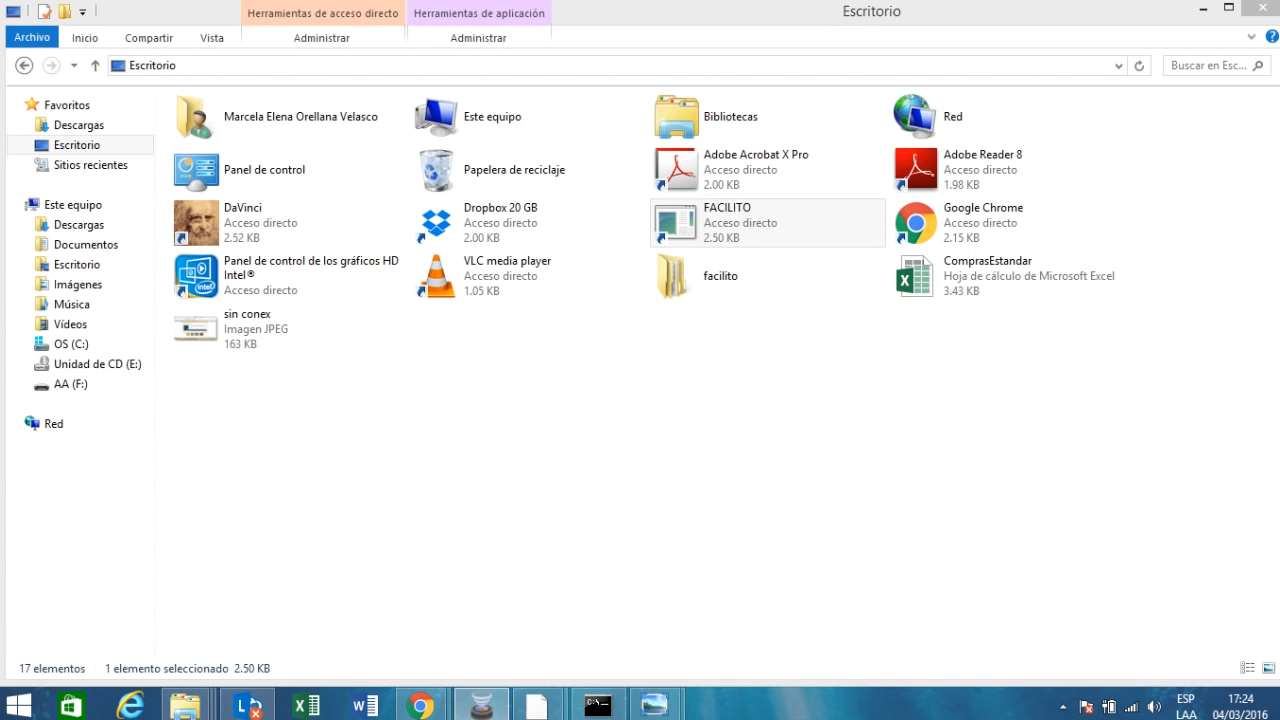 Herramientas de acceso directo
Herramientas de aplicación
Escritorio
Archivo
Inicio
Compartir
Vista
Administrar
Administrar
Escritorio
Buscar en Esc...
Favoritos
Descargas
Escritorio
Sitios recientes
Este equipo
Descargas
Documentos
Escritorio
Imágenes
Música
Vídeos
OS (C:)
Unidad de CD (E:)
AA (F:)
Red
Marcela Elena Orellana Velasco
Este equipo
Bibliotecas
Red
Panel de control
Papelera de reciclaje
Adobe Acrobat X Pro
Acceso directo
2.00 KB
Adobe Reader 8
Acceso directo
1.98 KB
DaVinci
Acceso directo
2.52 KB
Dropbox 20 GB
Acceso directo
2.00 KB
FACILITO
Acceso directo
2.50 KB
Google Chrome
Acceso directo
2.15 KB
Panel de control de los gráficos HD
Intel®
Acceso directo
VLC media player
Acceso directo
1.05 KB
facilito
ComprasEstandar
Hoja de cálculo de Microsoft Excel
3.43 KB
sin conex
Imagen JPEG
163 KB
17 elementos
1 elemento seleccionado 2.50 KB
ESP
LAA
17:24
04/03/2016